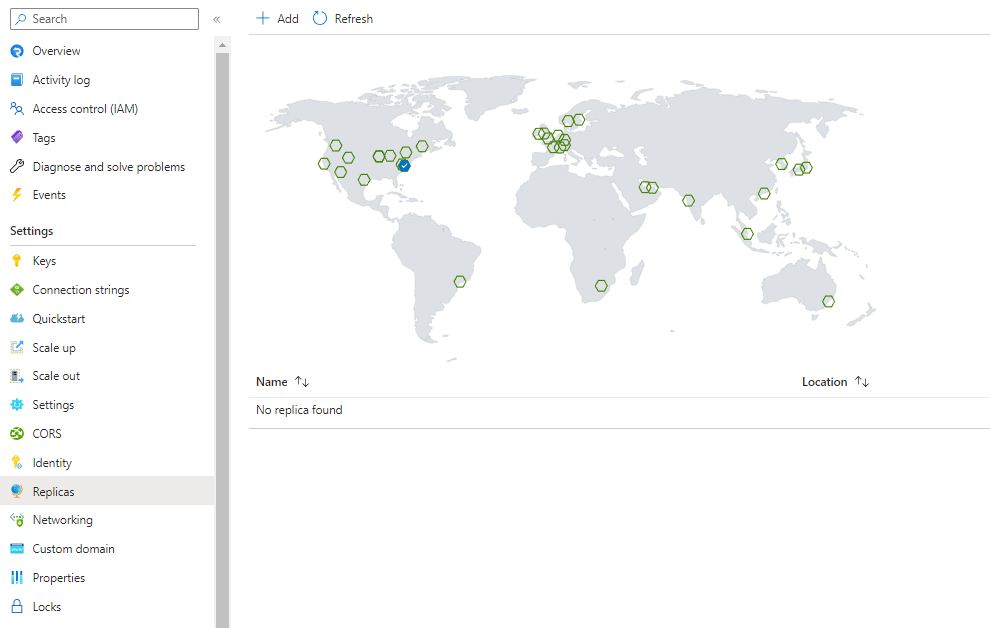 Search
«
Add
Refresh
Overview
Activity log
Access control (IAM)
Tags
Diagnose and solve problems
Events
Settings
Keys
Connection strings
Quickstart
Scale up
Scale out
Settings
CORS
Identity
Replicas
Networking
Custom domain
Properties
Locks
Name ↑↓
Location ↑↓
No replica found